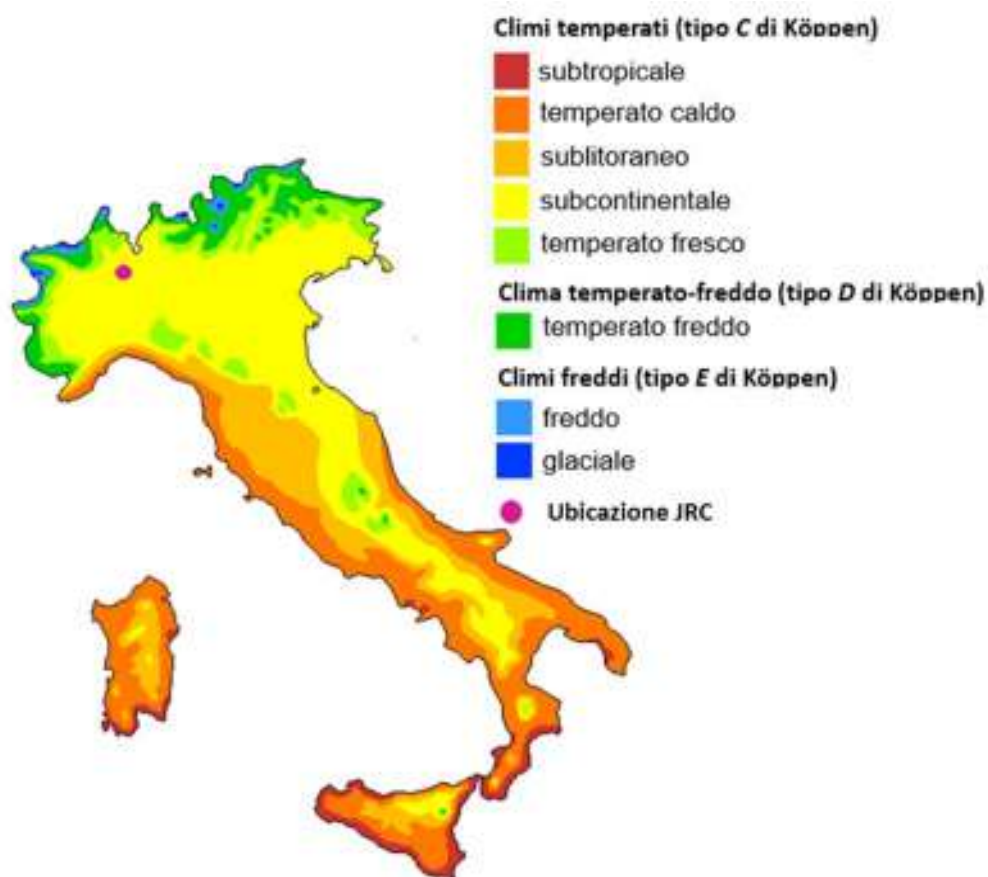 Climi temperati (tipo C di Köppen)
subtropicale
temperato caldo
sublitoraneo
subcontinentale
temperato fresco
Clima temperato-freddo (tipo D di Köppen)
temperato freddo
Climi freddi (tipo E di Köppen)
freddo
glaciale
Ubicazione JRC